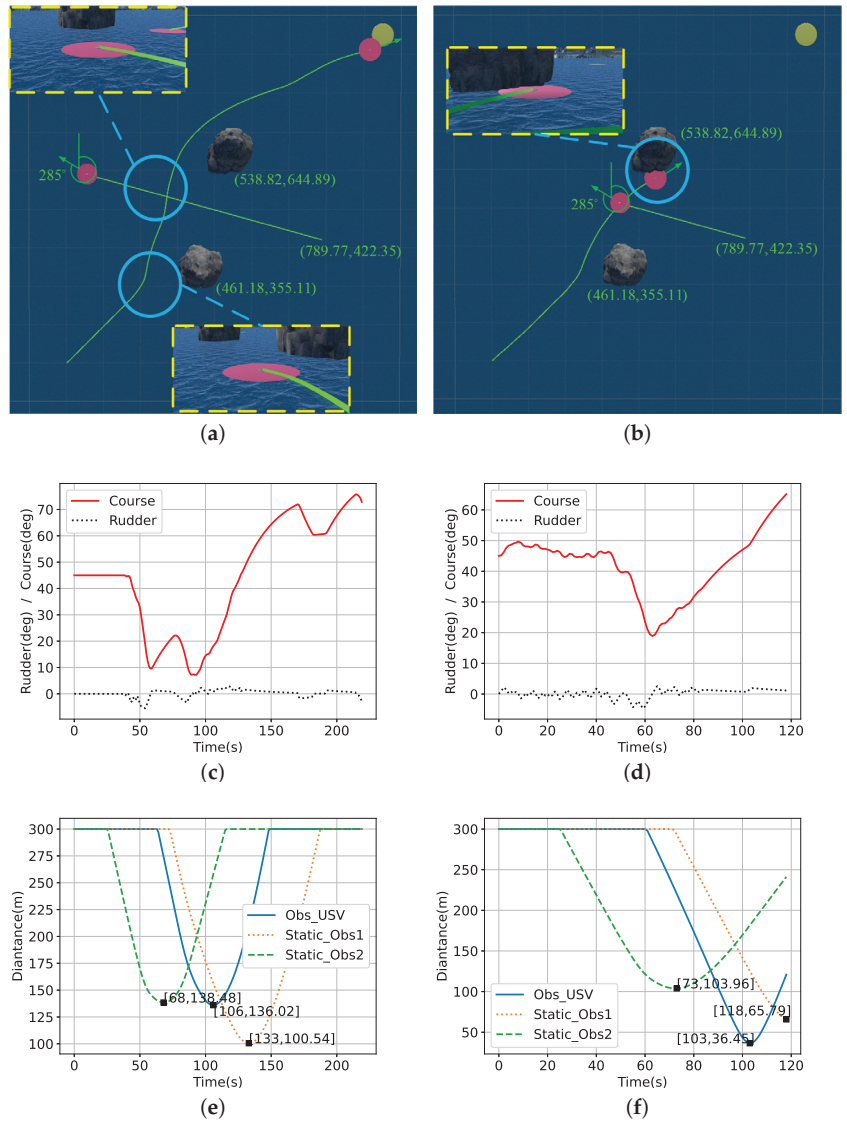 285°
(538.82,644.89)
(789.77,422.35)
(461.18,355.11)
(a)
(538.82,644.89)
285°
(789.77,422.35)
(461.18,355.11)
(b)
Rudder(deg) / Course(deg)
70
60
50
40
30
20
10
0
Course
Rudder
0 50 100 150 200
Time(s)
(c)
Rudder(deg) / Course(deg)
60
50
40
30
20
10
0
Course
Rudder
0 20 40 60 80 100 120
Time(s)
(d)
Diantance(m)
300
275
250
225
200
175
150
125
100
Obs_USV
Static_Obs1
Static_Obs2
[68,138.48]
[106,136.02]
[133,100.54]
0 50 100 150 200
Time(s)
(e)
Diantance(m)
300
250
200
150
100
50
Obs_USV
Static_Obs1
Static_Obs2
[73,103.96]
[118,65.79]
[103,36.45]
0 20 40 60 80 100 120
Time(s)
(f)